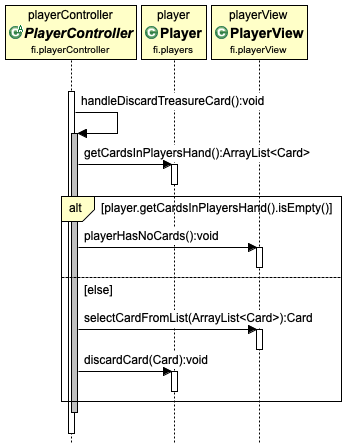 playerController
PlayerController
fi.playerController
player
Player
fi.players
playerView
PlayerView
fi.playerView
handleDiscardTreasureCard():void
getCardsInPlayersHand():ArrayList<Card>
alt
[player.getCardsInPlayersHand().isEmpty()]
playerHasNoCards():void
[else]
selectCardFromList(ArrayList<Card>):Card
discardCard(Card):void